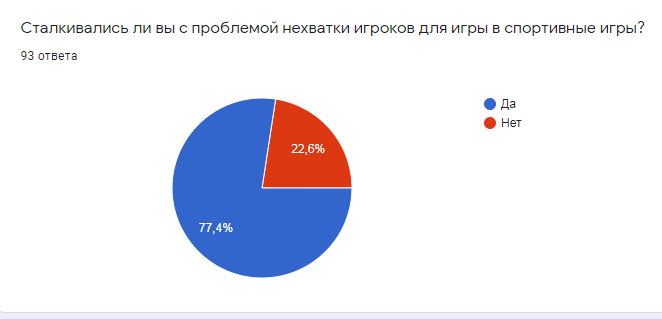 Сталкивались ли вы с проблемой нехватки игроков для игры в спортивные игры?
93 ответа
Да
Нет
22,6%
77,4%